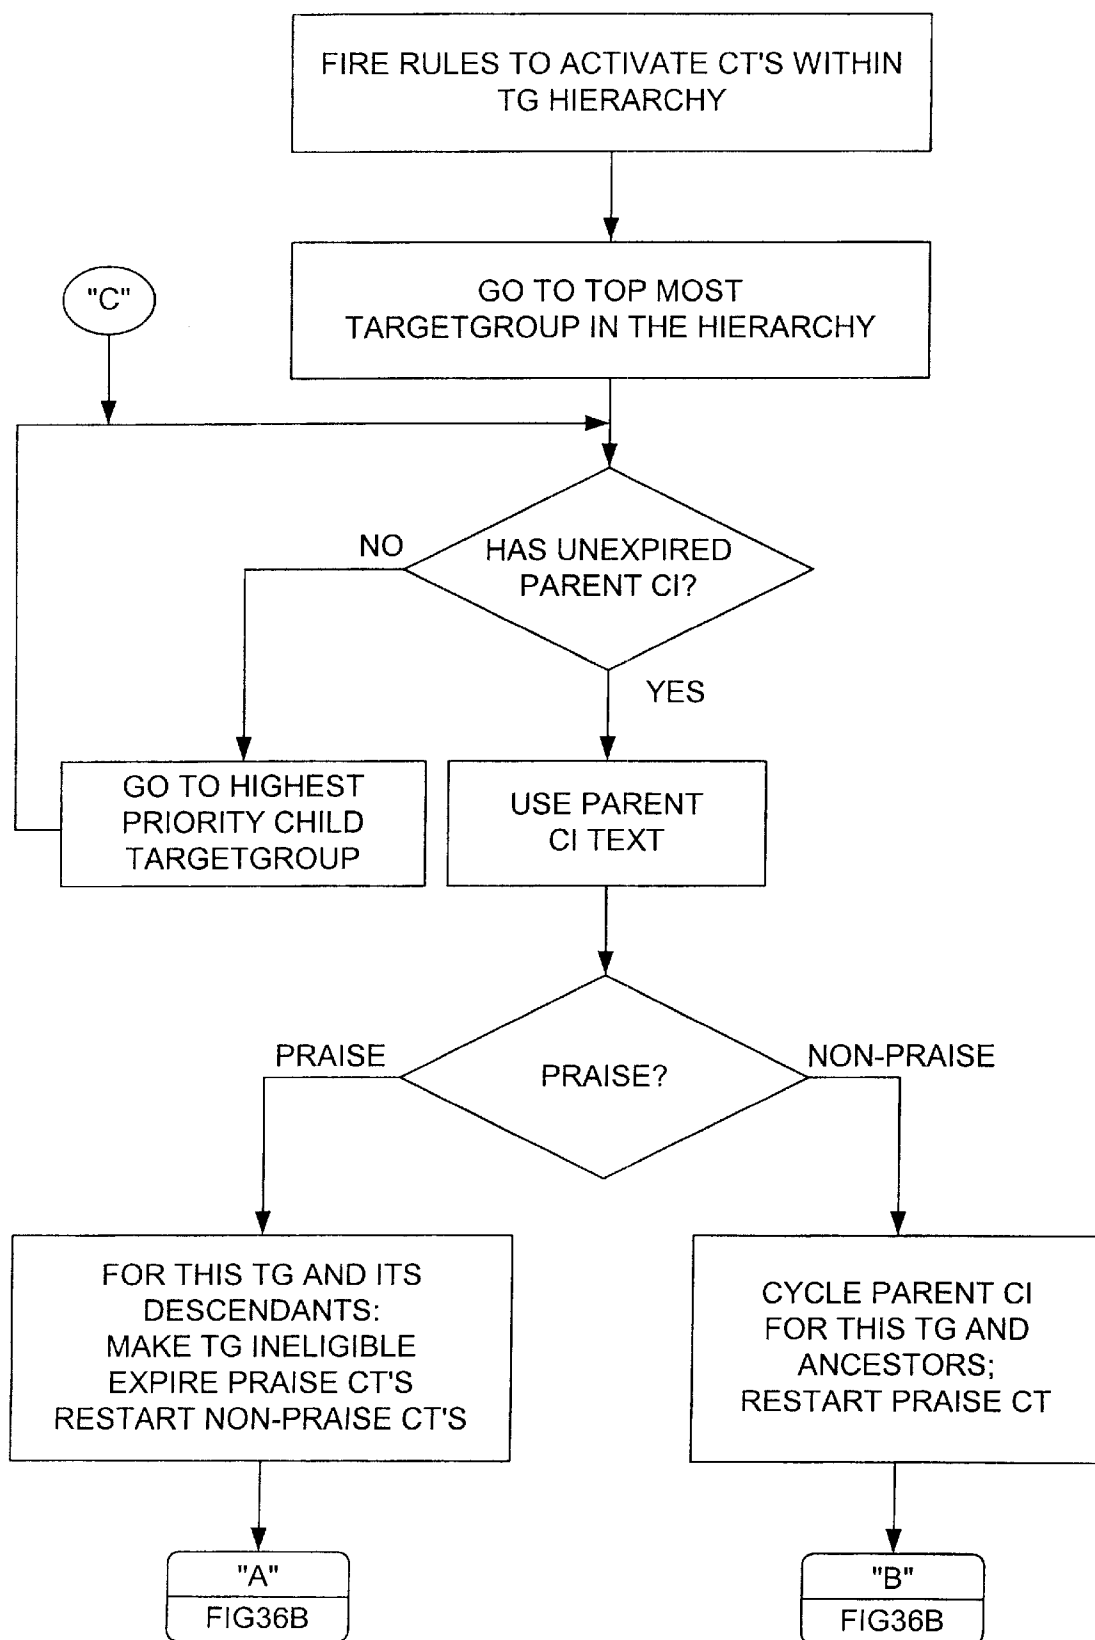 FIRE RULES TO ACTIVATE CT'S WITHIN
TG HIERARCHY
GO TO TOP MOST
TARGETGROUP IN THE HIERARCHY
"C"
HAS UNEXPIRED
PARENT CI?
NO
YES
GO TO HIGHEST
PRIORITY CHILD
TARGETGROUP
USE PARENT
CI TEXT
PRAISE?
PRAISE
NON-PRAISE
FOR THIS TG AND ITS
DESCENDANTS:
MAKE TG INELIGIBLE
EXPIRE PRAISE CT'S
RESTART NON-PRAISE CT'S
CYCLE PARENT CI
FOR THIS TG AND
ANCESTORS;
RESTART PRAISE CT
"A"
FIG36B
"B"
FIG36B